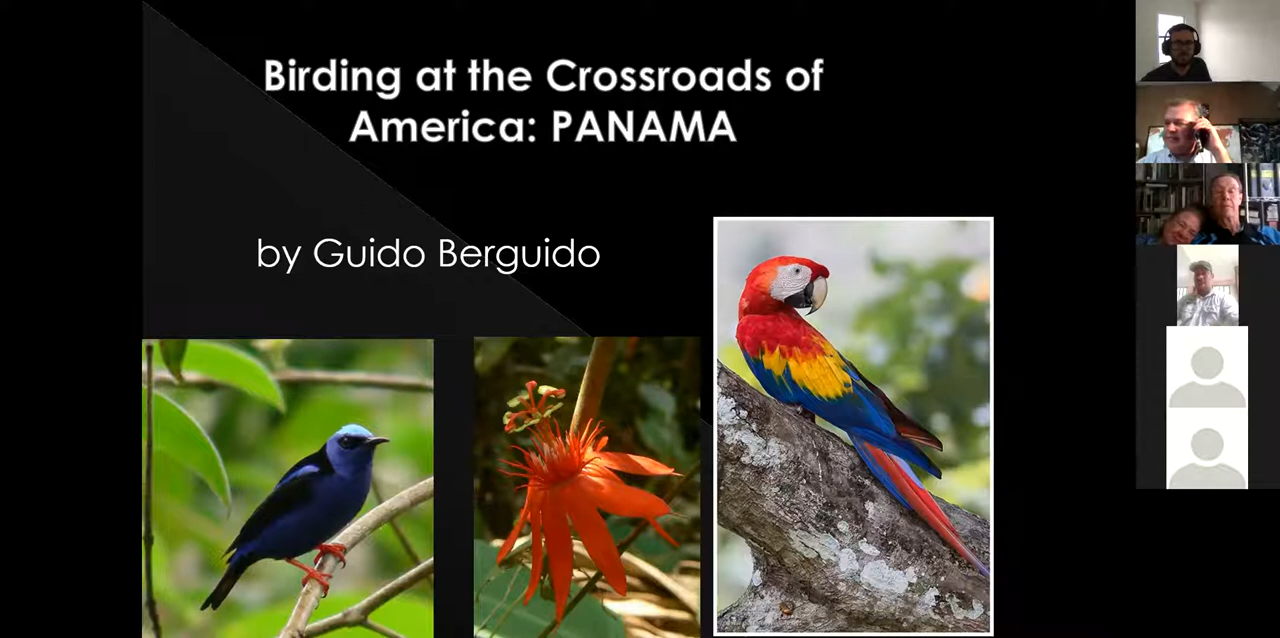 Birding at the Crossroads of
America: PANAMA
by Guido Berguido